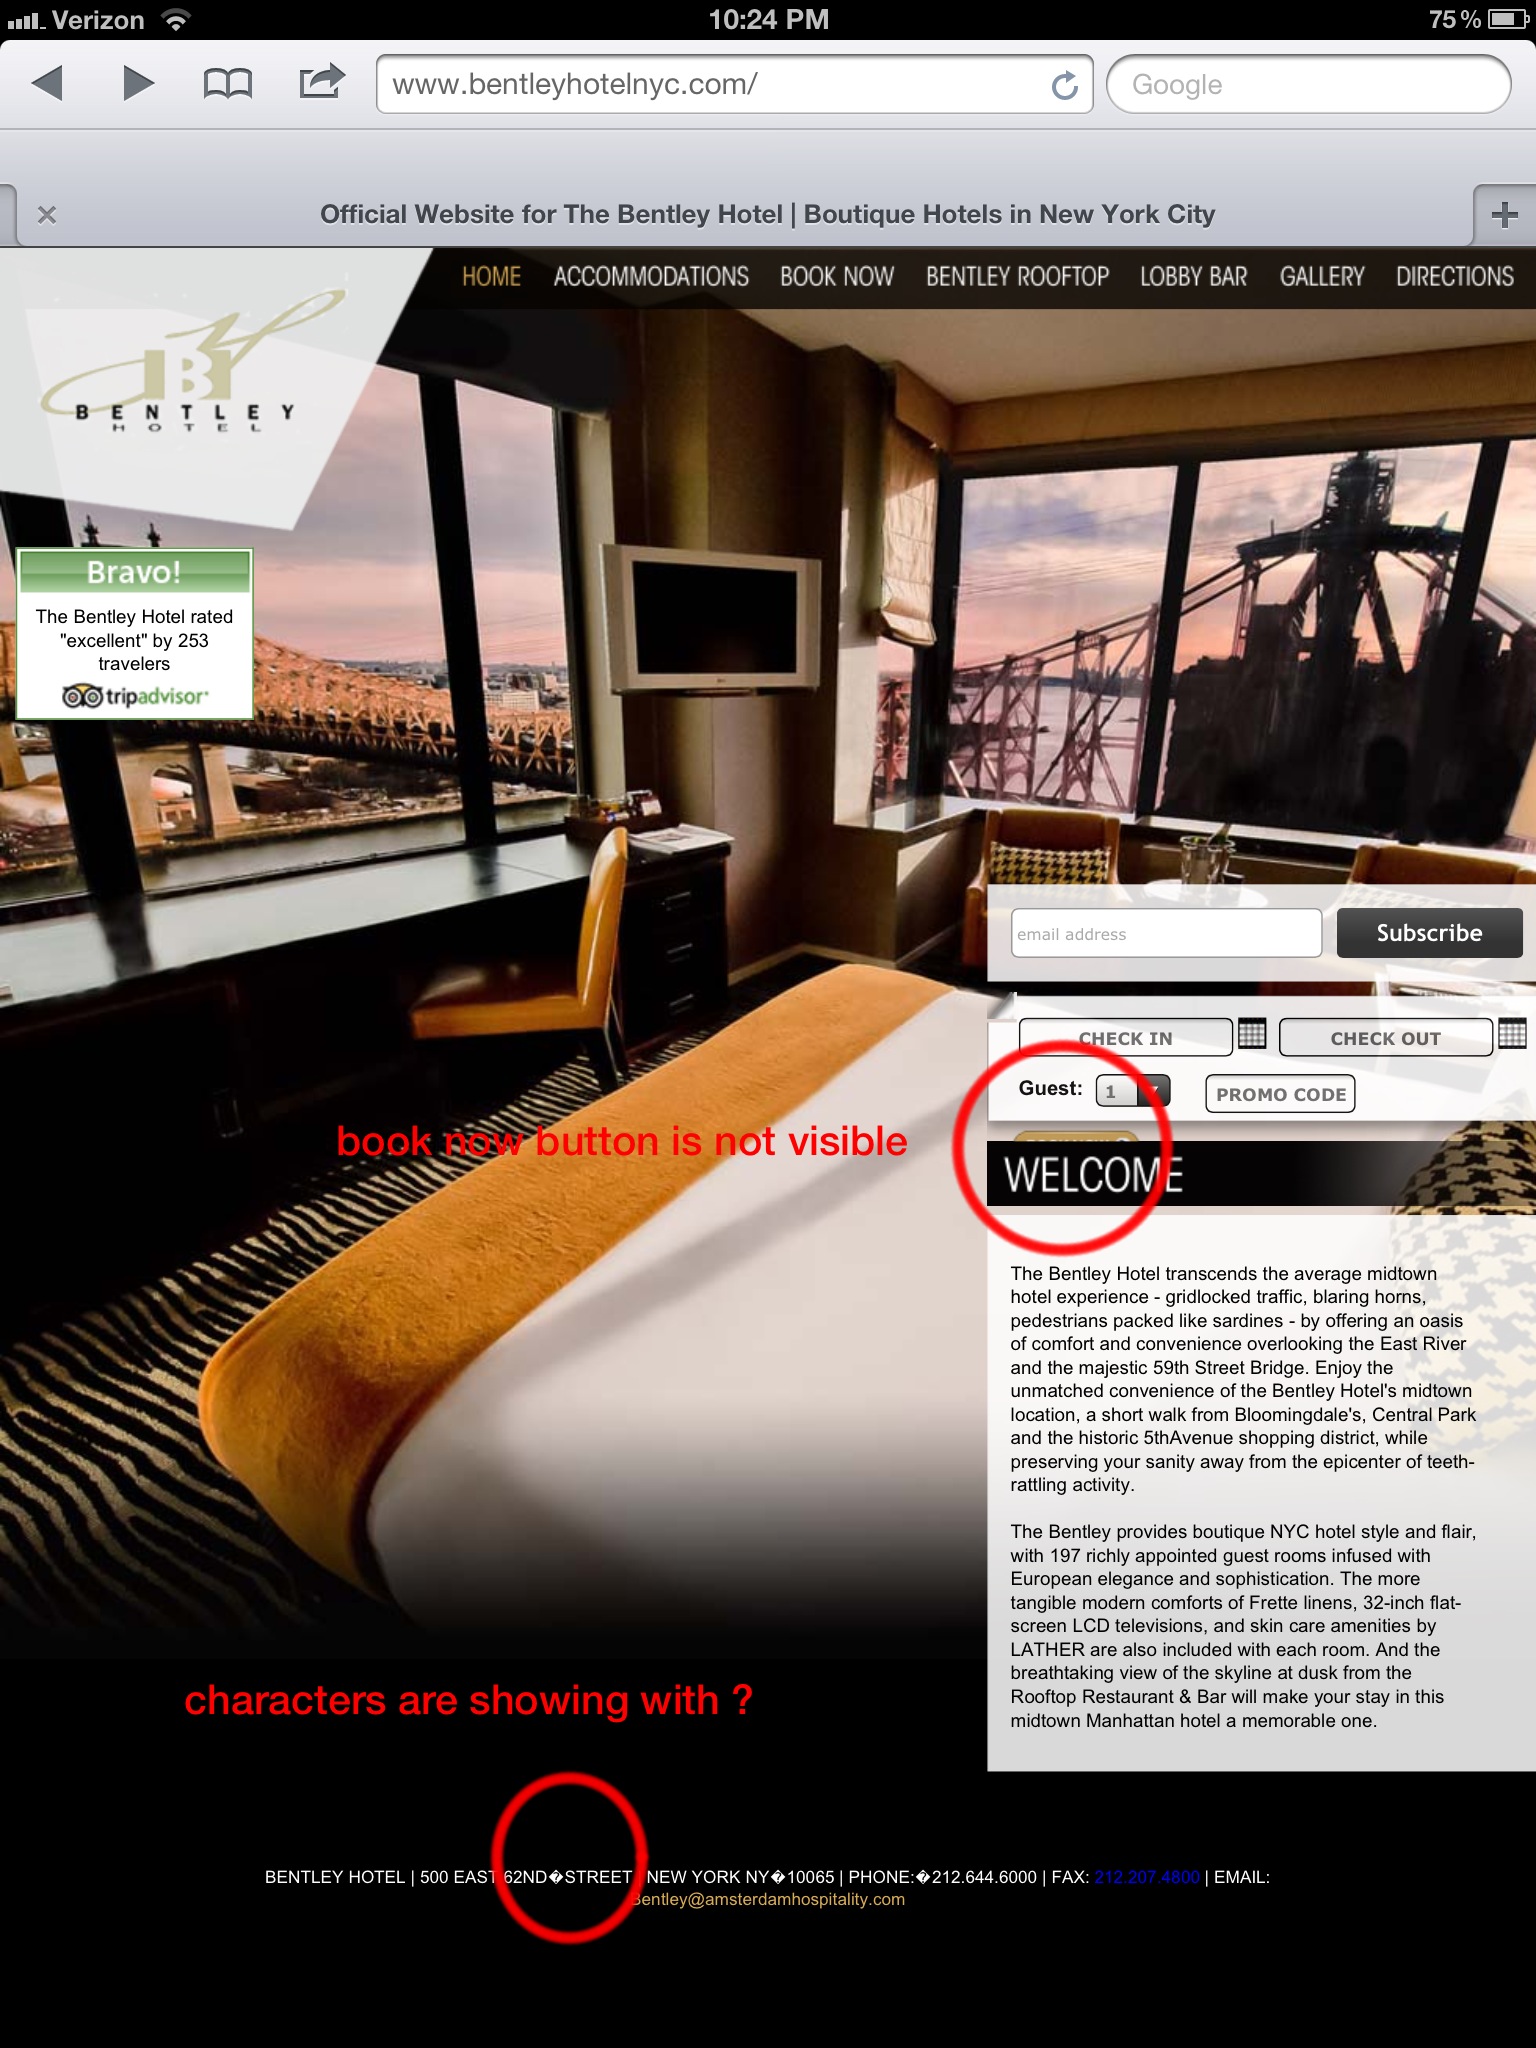 Verizon 10:24 PM 75%
www.bentleyhotelnyc.com/ Google
Official Website for The Bentley Hotel | Boutique Hotels in New York City
HOME ACCOMMODATIONS BOOK NOW BENTLEY ROOFTOP LOBBY BAR GALLERY DIRECTIONS
BH
BENTLEY
HOTEL
Bravo!
The Bentley Hotel rated
"excellent" by 253
travelers
tripadvisor
email address Subscribe
CHECK IN CHECK OUT
Guest: 1 PROMO CODE
book now button is not visible
WELCOME
The Bentley Hotel transcends the average midtown
hotel experience - gridlocked traffic, blaring horns,
pedestrians packed like sardines - by offering an oasis
of comfort and convenience overlooking the East River
and the majestic 59th Street Bridge. Enjoy the
unmatched convenience of the Bentley Hotel's midtown
location, a short walk from Bloomingdale's, Central Park
and the historic 5thAvenue shopping district, while
preserving your sanity away from the epicenter of teeth-
rattling activity.
The Bentley provides boutique NYC hotel style and flair,
with 197 richly appointed guest rooms infused with
European elegance and sophistication. The more
tangible modern comforts of Frette linens, 32-inch flat-
screen LCD televisions, and skin care amenities by
LATHER are also included with each room. And the
breathtaking view of the skyline at dusk from the
Rooftop Restaurant & Bar will make your stay in this
midtown Manhattan hotel a memorable one.
characters are showing with ?
BENTLEY HOTEL | 500 EAST 62ND�STREET | NEW YORK NY�10065 | PHONE:�212.644.6000 | FAX: 212.207.4800 | EMAIL:
Bentley@amsterdamhospitality.com